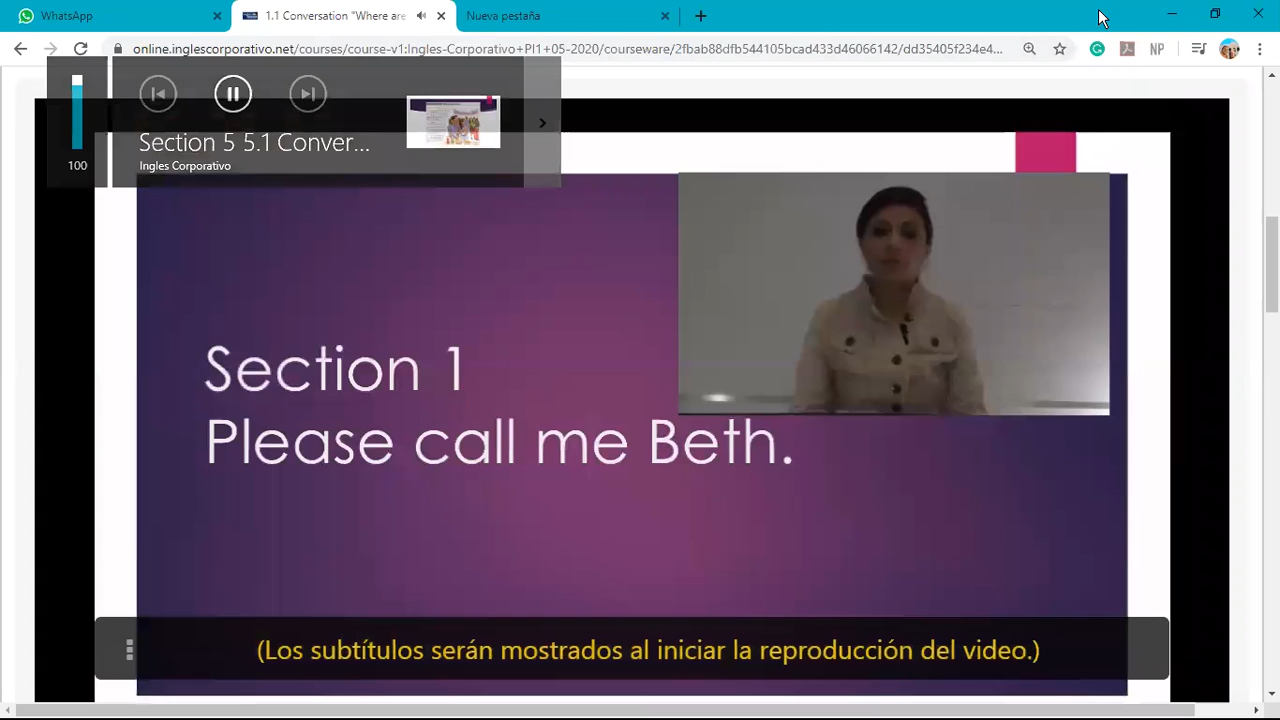 WhatsApp
1.1 Conversation "Where are
Nueva pestaña
online.inglescorporativo.net/courses/course-v1:Ingles-Corporativo+PI1+05-2020/courseware/2fbab88dfb544105bcad433d46066142/dd35405f234e4...
NP
100
Section 5 5.1 Conver...
Ingles Corporativo
Section 1
Please call me Beth.
(Los subtítulos serán mostrados al iniciar la reproducción del video.)